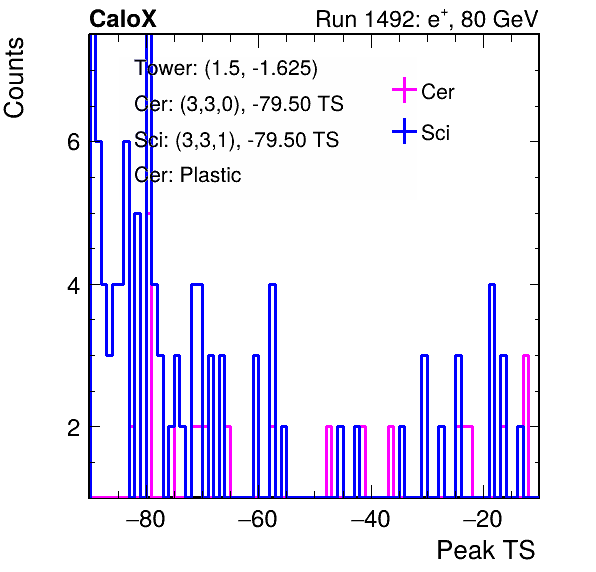 CaloX Run 1492: e+, 80 GeV
Counts
Tower: (1.5, -1.625)
Cer: (3,3,0), -79.50 TS
Sci: (3,3,1), -79.50 TS
Cer: Plastic
Cer
Sci
6
4
2
−80 −60 −40 −20
Peak TS